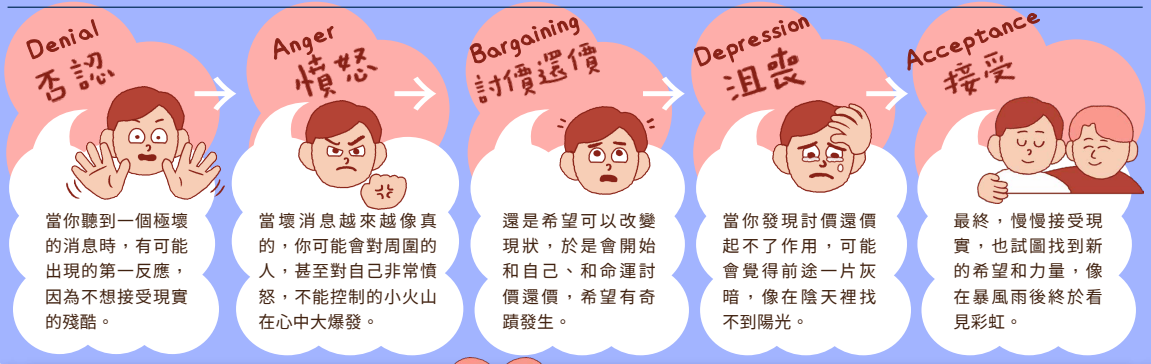 Denial
否認
當你聽到一個極壞
的消息時，有可能
出現的第一反應，
因為不想接受現實
的殘酷。
Anger
憤怒
當壞消息越來越像真
的，你可能會對周圍的
人，甚至對自己非常憤
怒，不能控制的小火山
在心中大爆發。
Bargaining
討價還價
還是希望可以改變
現狀，於是會開始
和自己、和命運討
價還價，希望有奇
蹟發生。
Depression
沮喪
當你發現討價還價
起不了作用，可能
會覺得前途一片灰
暗，像在陰天裡找
不到陽光。
Acceptance
接受
最終，慢慢接受現
實，也試圖找到新
的希望和力量，像
在暴風雨後終於看
見彩虹。